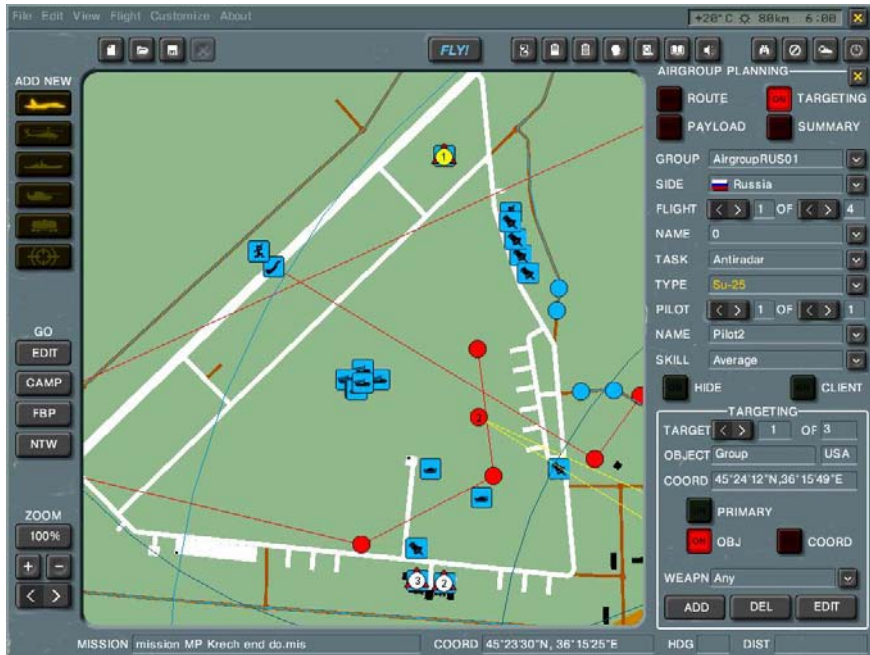 File Edit View Flight Customize About
+20°C 80km 6:00
FLY!
ADD NEW
AIRGROUP PLANNING
ROUTE
ON TARGETING
PAYLOAD
SUMMARY
GROUP AirgroupRUS01
SIDE Russia
FLIGHT < > 1 OF < > 4
NAME 0
TASK Antiradar
TYPE Su-25
PILOT < > 1 OF < > 1
NAME Pilot2
SKILL Average
HIDE
CLIENT
TARGETING
TARGET < > 1 OF 3
OBJECT Group USA
COORD 45°24'12"N,36°15'49"E
PRIMARY
ON OBJ
COORD
WEAPN Any
ADD DEL EDIT
GO
EDIT
CAMP
FBP
NTW
ZOOM
100%
+ -
< >
1
2
3 2
MISSION mission MP Krech end do.mis COORD 45°23'30"N, 36°15'25"E HDG DIST